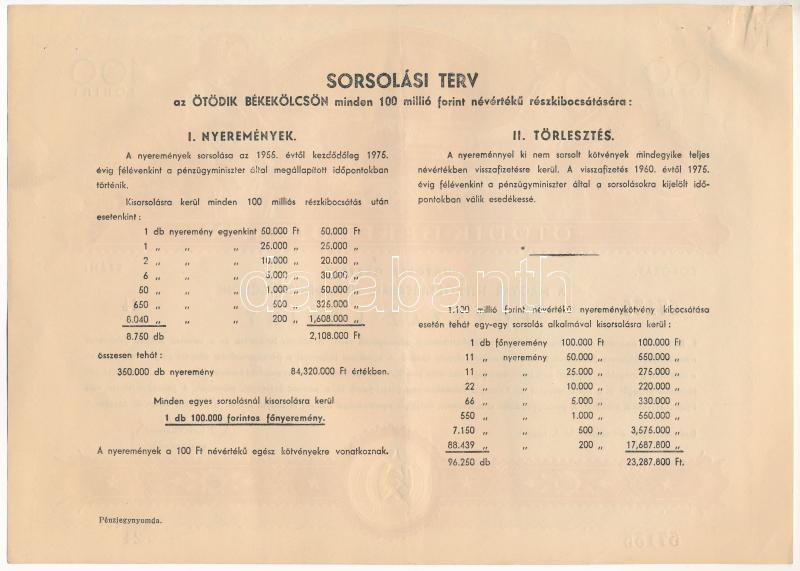 SORSOLÁSI TERV
az ÖTÖDIK BÉKEKÖLCSÖN minden 100 millió forint névértékű részkibocsátására:
I. NYEREMÉNYEK.
A nyeremények sorsolása az 1955. évtől kezdődőleg 1975.
évig félévenkint a pénzügyminiszter által megállapított időpontokban
történik.
Kisorsolásra kerül minden 100 milliós részkibocsátás után
esetenkint:
1 db nyeremény egyenkint 50.000 Ft 50.000 Ft
1 „ „ „ 25.000 „ 25.000 „
2 „ „ „ 10.000 „ 20.000 „
6 „ „ „ 5.000 „ 30.000 „
50 „ „ „ 1.000 „ 50.000 „
650 „ „ „ 500 „ 325.000 „
8.040 „ „ „ 200 „ 1,608.000 „
8.750 db 2,108.000 Ft
összesen tehát:
350.000 db nyeremény 84,320.000 Ft értékben.
Minden egyes sorsolásnál kisorsolásra kerül
1 db 100.000 forintos főnyeremény.
A nyeremények a 100 Ft névértékű egész kötvényekre vonatkoznak.
Pénzjegynyomda.
II. TÖRLESZTÉS.
A nyereménnyel ki nem sorsolt kötvények mindegyike teljes
névértékben visszafizetésre kerül. A visszafizetés 1960. évtől 1975.
évig félévenkint a pénzügyminiszter által a sorsolásokra kijelölt idő-
pontokban válik esedékessé.
1.100 millió forint névértékű nyereménykötvény kibocsátása
esetén tehát egy-egy sorsolás alkalmával kisorsolásra kerül:
1 db főnyeremény 100.000 Ft 100.000 Ft
11 „ nyeremény 50.000 „ 550.000 „
11 „ „ 25.000 „ 275.000 „
22 „ „ 10.000 „ 220.000 „
66 „ „ 5.000 „ 330.000 „
550 „ „ 1.000 „ 550.000 „
7.150 „ „ 500 „ 3,575.000 „
88.439 „ „ 200 „ 17,687.800 „
96.250 db 23,287.800 Ft.
darabanth